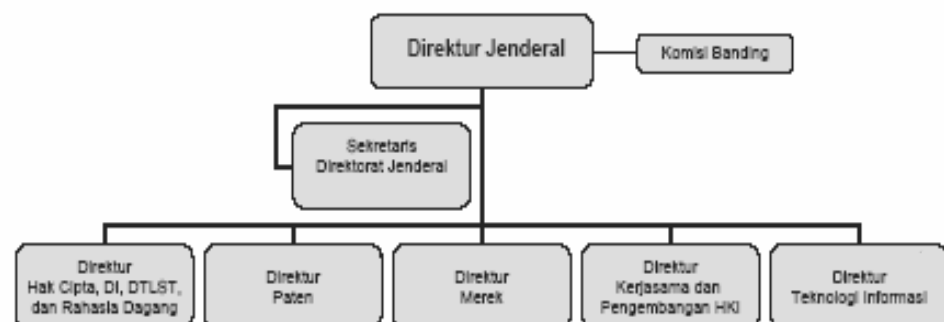 Direktur Jenderal
Komisi Banding
Sekretaris
Direktorat Jenderal
Direktur
Hak Cipta, DI, DTLST,
dan Rahasia Dagang
Direktur
Paten
Direktur
Merek
Direktur
Kerjasama dan
Pengembangan HKI
Direktur
Teknologi Informasi